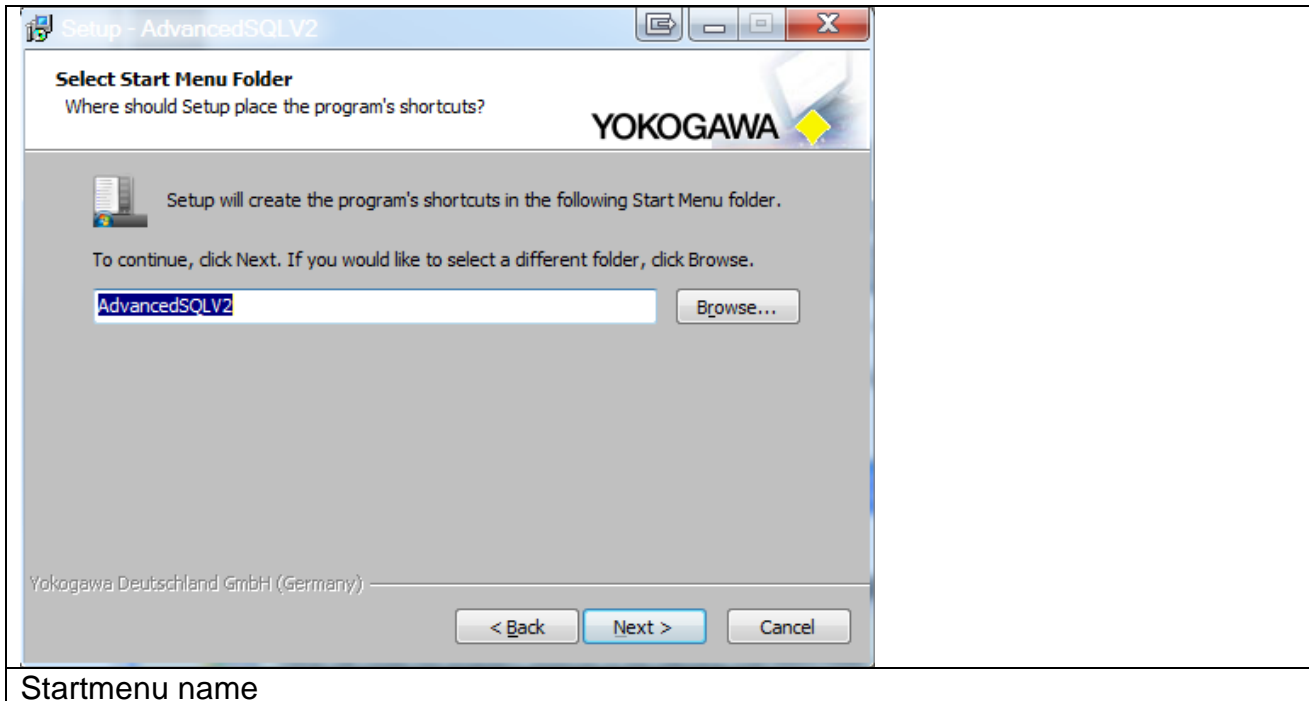 Setup - AdvancedSQLV2
Select Start Menu Folder
Where should Setup place the program's shortcuts?
YOKOGAWA
Setup will create the program's shortcuts in the following Start Menu folder.
To continue, click Next. If you would like to select a different folder, click Browse.
AdvancedSQLV2
Browse...
Yokogawa Deutschland GmbH (Germany)
< Back
Next >
Cancel
Startmenu name